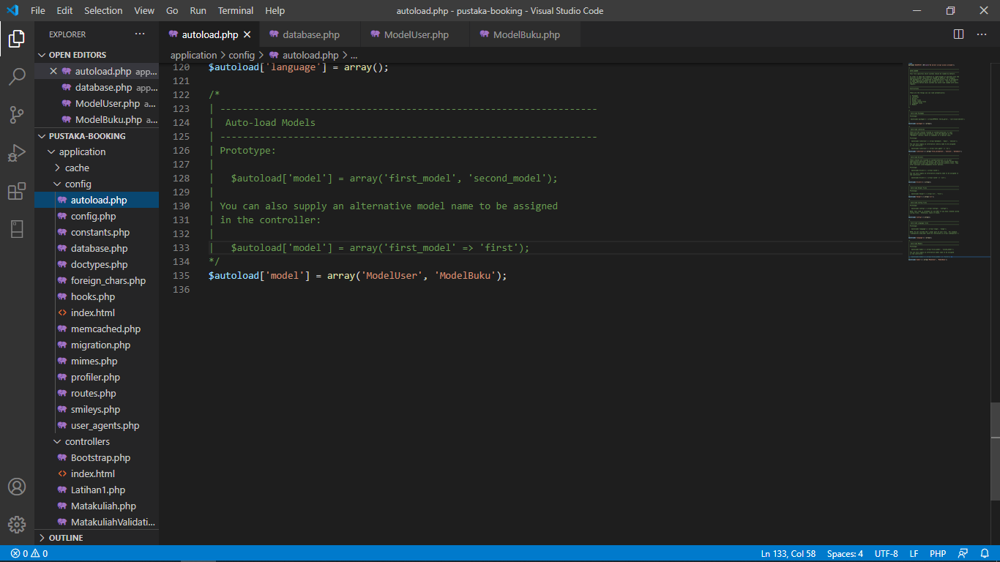 File Edit Selection View Go Run Terminal Help
autoload.php - pustaka-booking - Visual Studio Code
EXPLORER
OPEN EDITORS
autoload.php app...
database.php app...
ModelUser.php a...
ModelBuku.php a...
PUSTAKA-BOOKING
application
cache
config
autoload.php
config.php
constants.php
database.php
doctypes.php
foreign_chars.php
hooks.php
index.html
memcached.php
migration.php
mimes.php
profiler.php
routes.php
smileys.php
user_agents.php
controllers
Bootstrap.php
index.html
Latihan1.php
Matakuliah.php
MatakuliahValidati...
OUTLINE
autoload.php database.php ModelUser.php ModelBuku.php
application > config > autoload.php > ...
120 $autoload['language'] = array();
121
122 /*
123 | -------------------------------------------------------------------
124 |  Auto-load Models
125 | -------------------------------------------------------------------
126 | Prototype:
127 |
128 |   $autoload['model'] = array('first_model', 'second_model');
129 |
130 | You can also supply an alternative model name to be assigned
131 | in the controller:
132 |
133 |   $autoload['model'] = array('first_model' => 'first');
134 */
135 $autoload['model'] = array('ModelUser', 'ModelBuku');
136
0 0
Ln 133, Col 58 Spaces: 4 UTF-8 LF PHP